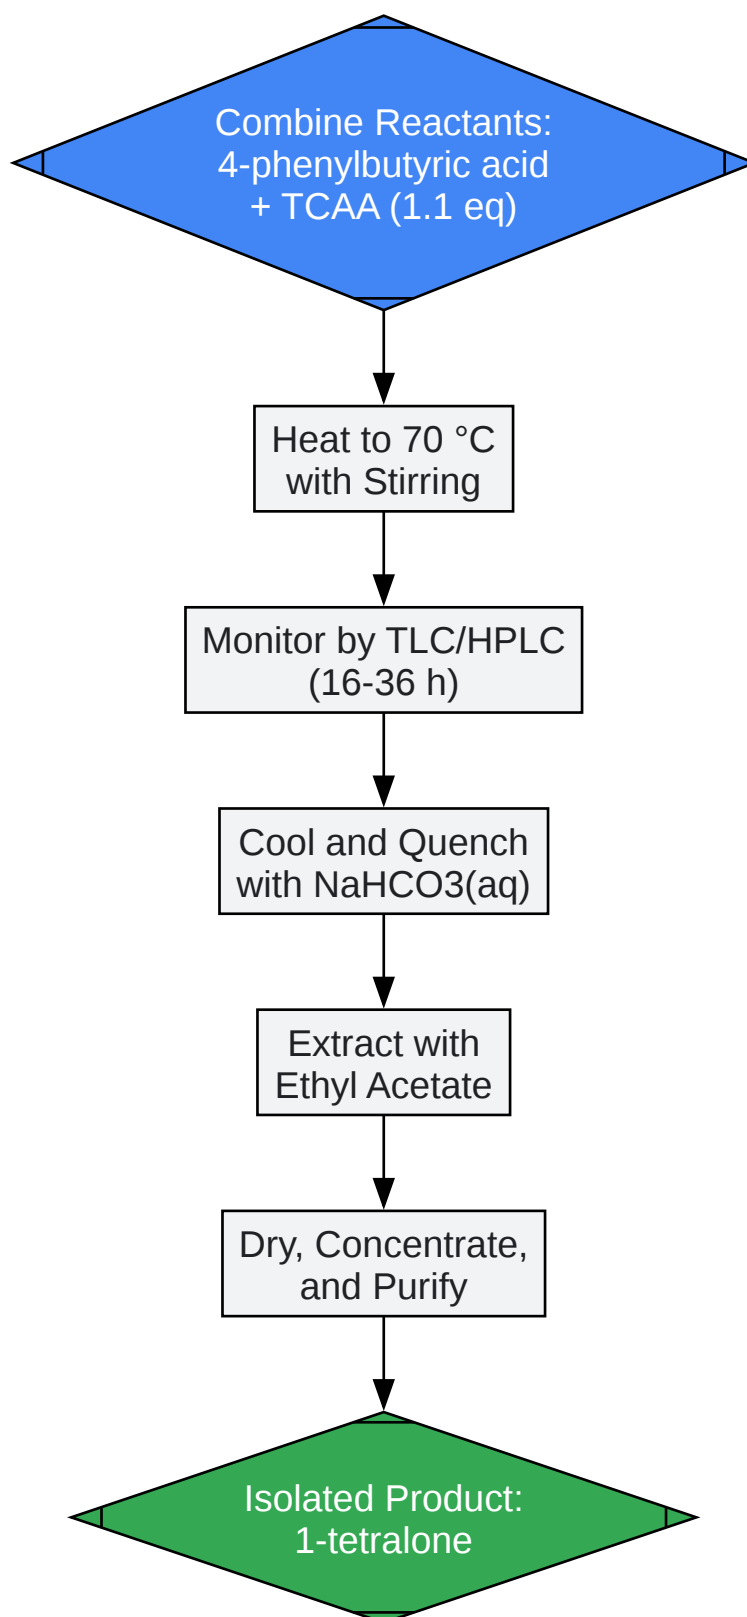 Combine Reactants:
4-phenylbutyric acid
+ TCAA (1.1 eq)
Heat to 70 °C
with Stirring
Monitor by TLC/HPLC
(16-36 h)
Cool and Quench
with NaHCO3(aq)
Extract with
Ethyl Acetate
Dry, Concentrate,
and Purify
Isolated Product:
1-tetralone